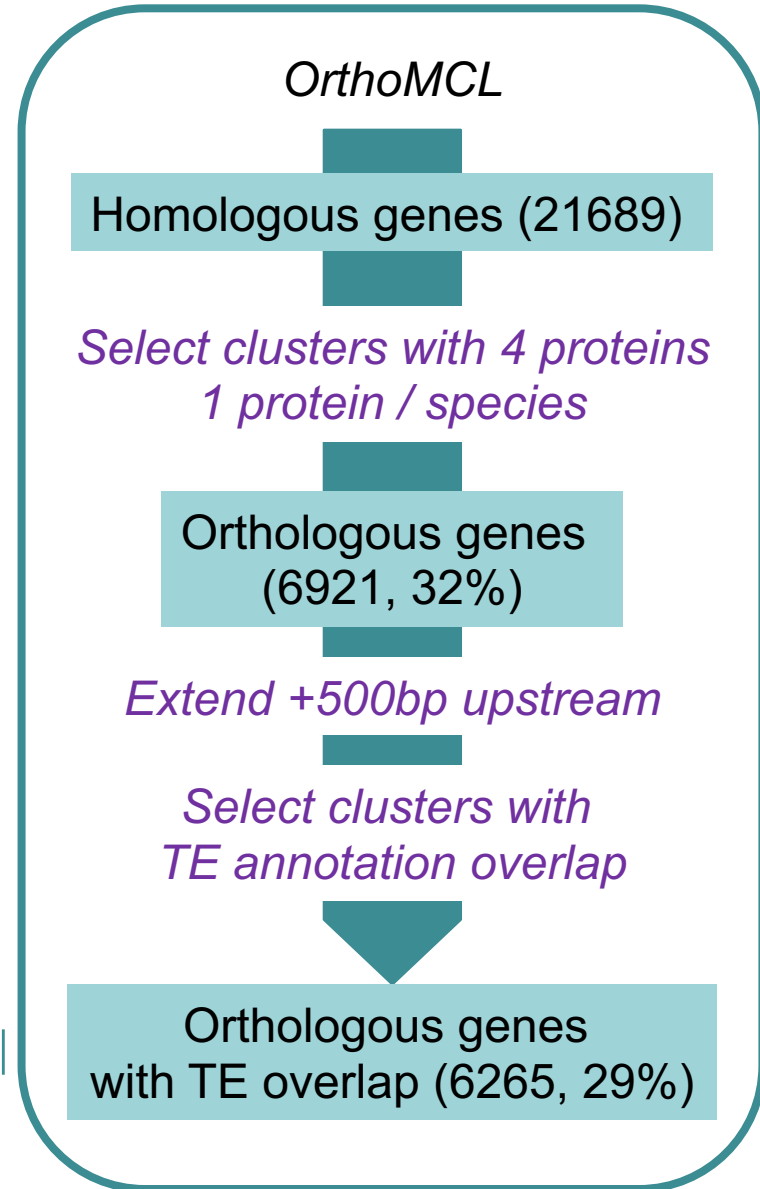 OrthoMCL
Homologous genes (21689)
Select clusters with 4 proteins
1 protein / species
Orthologous genes
(6921, 32%)
Extend +500bp upstream
Select clusters with
TE annotation overlap
Orthologous genes
with TE overlap (6265, 29%)